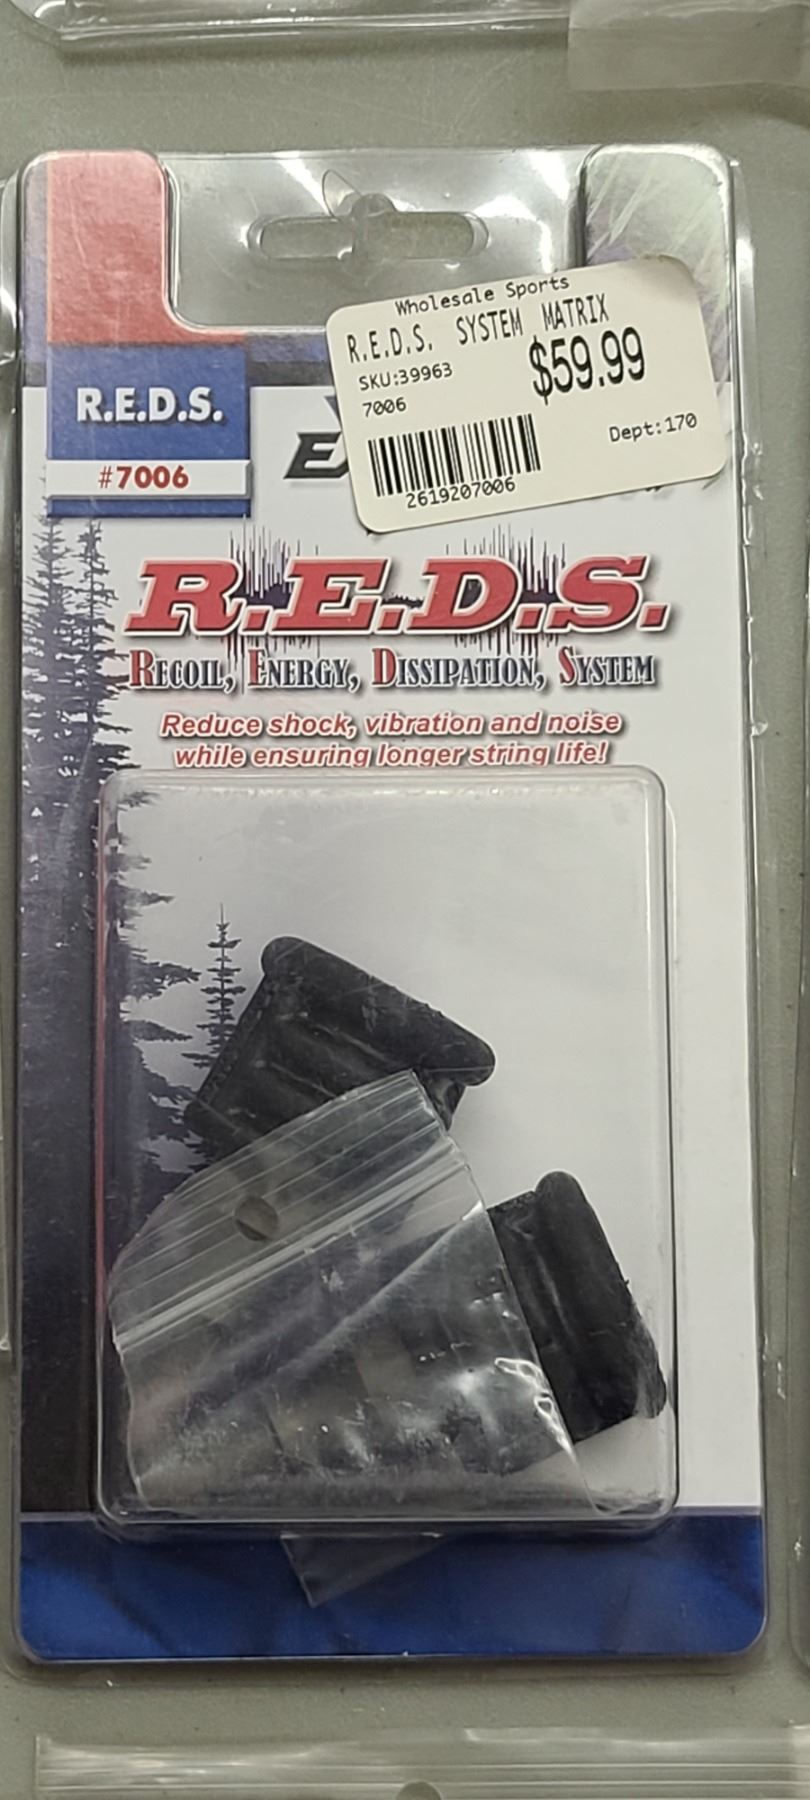 Wholesale Sports
R.E.D.S. SYSTEM MATRIX
$59.99
SKU:39963
7006
Dept:170
2619207006
R.E.D.S.
#7006
R.E.D.S.
RECOIL, ENERGY, DISSIPATION, SYSTEM
Reduce shock, vibration and noise
while ensuring longer string life!